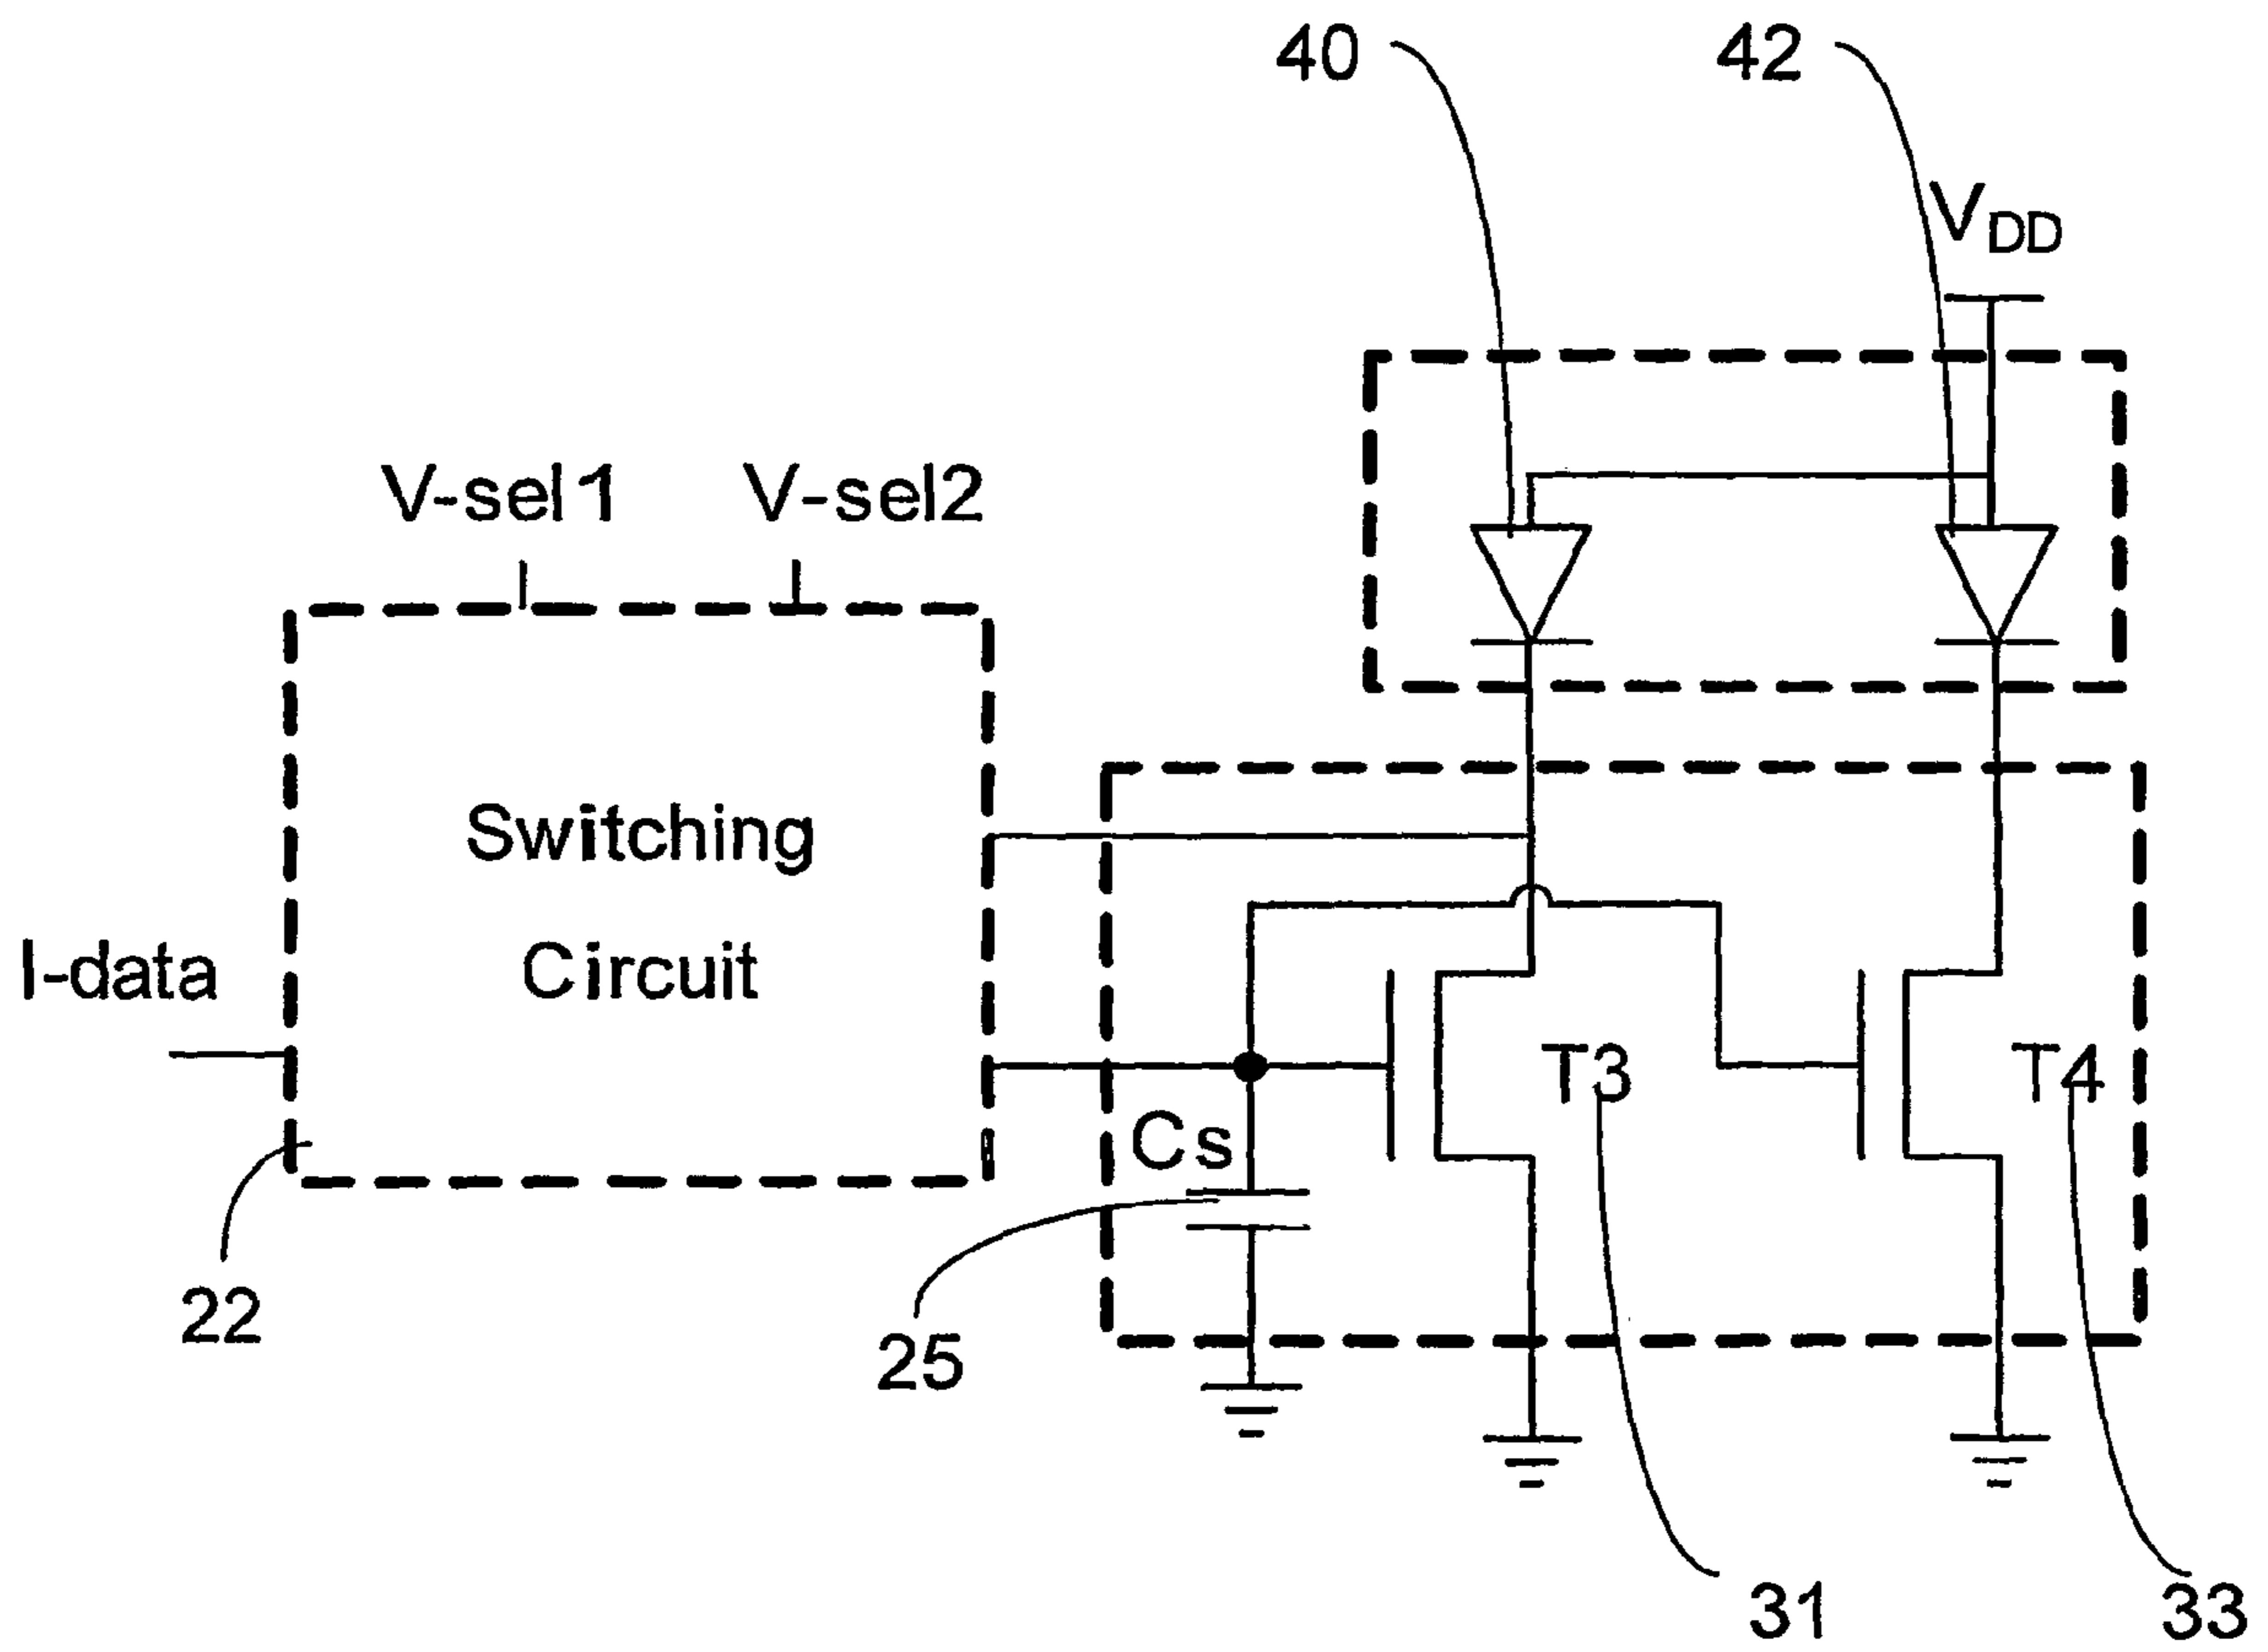 40
42
VDD
V-sel1
V-sel2
Switching
Circuit
I-data
T3
T4
Cs
22
25
31
33